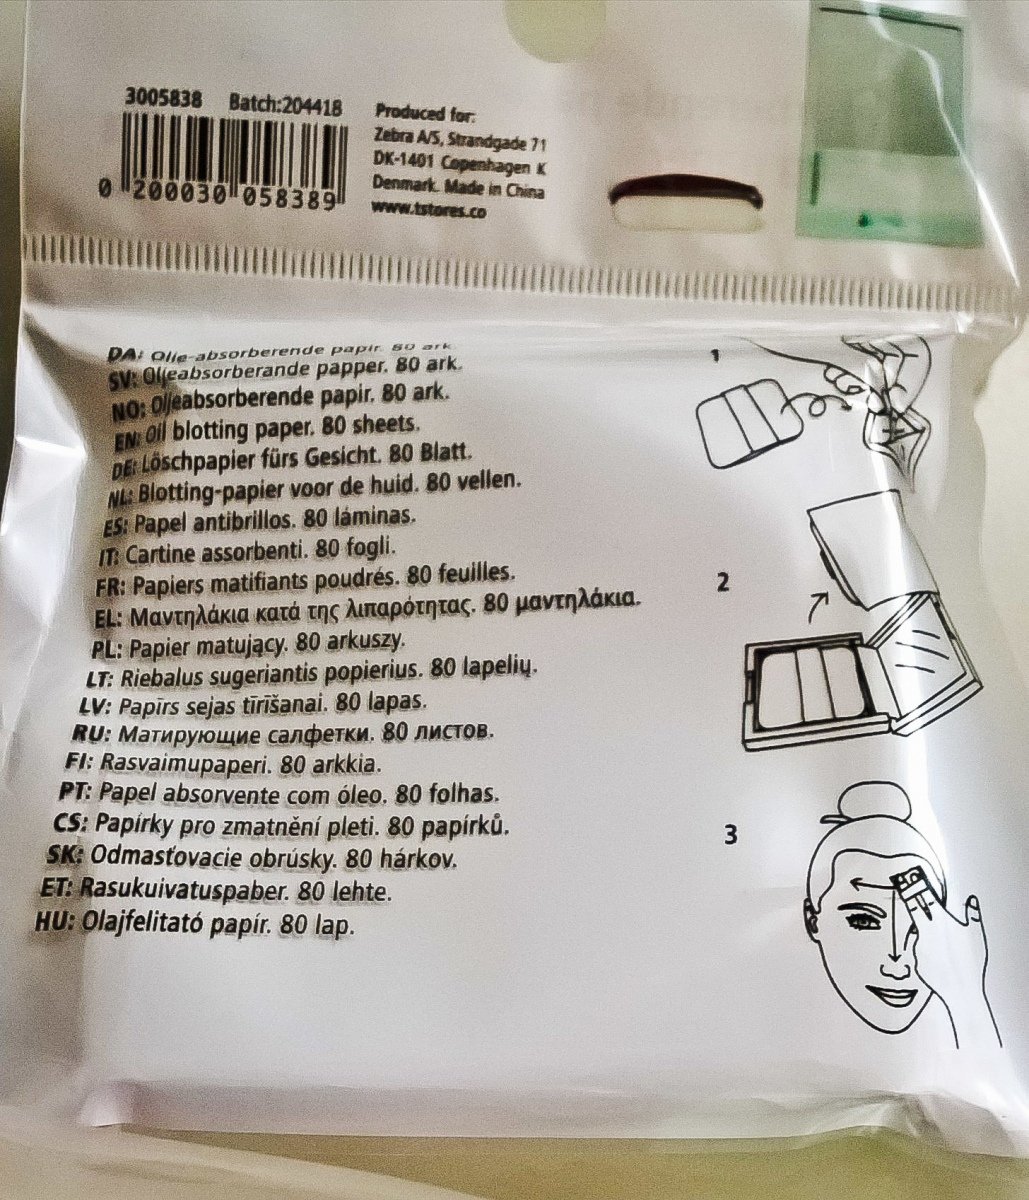 3005838 Batch:204418
0 200030 058389
Produced for:
Zebra A/S, Strandgade 71
DK-1401 Copenhagen K
Denmark. Made in China
www.tstores.co
DA: Olie-absorberende papir. 80 ark
SV: Oljeabsorberande papper. 80 ark.
NO: Oljeabsorberende papir. 80 ark.
EN: Oil blotting paper. 80 sheets.
DE: Löschpapier fürs Gesicht. 80 Blatt.
NL: Blotting-papier voor de huid. 80 vellen.
ES: Papel antibrillos. 80 láminas.
IT: Cartine assorbenti. 80 fogli.
FR: Papiers matifiants poudrés. 80 feuilles.
EL: Μαντηλάκια κατά της λιπαρότητας. 80 μαντηλάκια.
PL: Papier matujący. 80 arkuszy.
LT: Riebalus sugeriantis popierius. 80 lapelių.
LV: Papīrs sejas tīrīšanai. 80 lapas.
RU: Матирующие салфетки. 80 листов.
FI: Rasvaimupaperi. 80 arkkia.
PT: Papel absorvente com óleo. 80 folhas.
CS: Papírky pro zmatnění pleti. 80 papírků.
SK: Odmasťovacie obrúsky. 80 hárkov.
ET: Rasukuivatuspaber. 80 lehte.
HU: Olajfelitató papír. 80 lap.
1
2
3